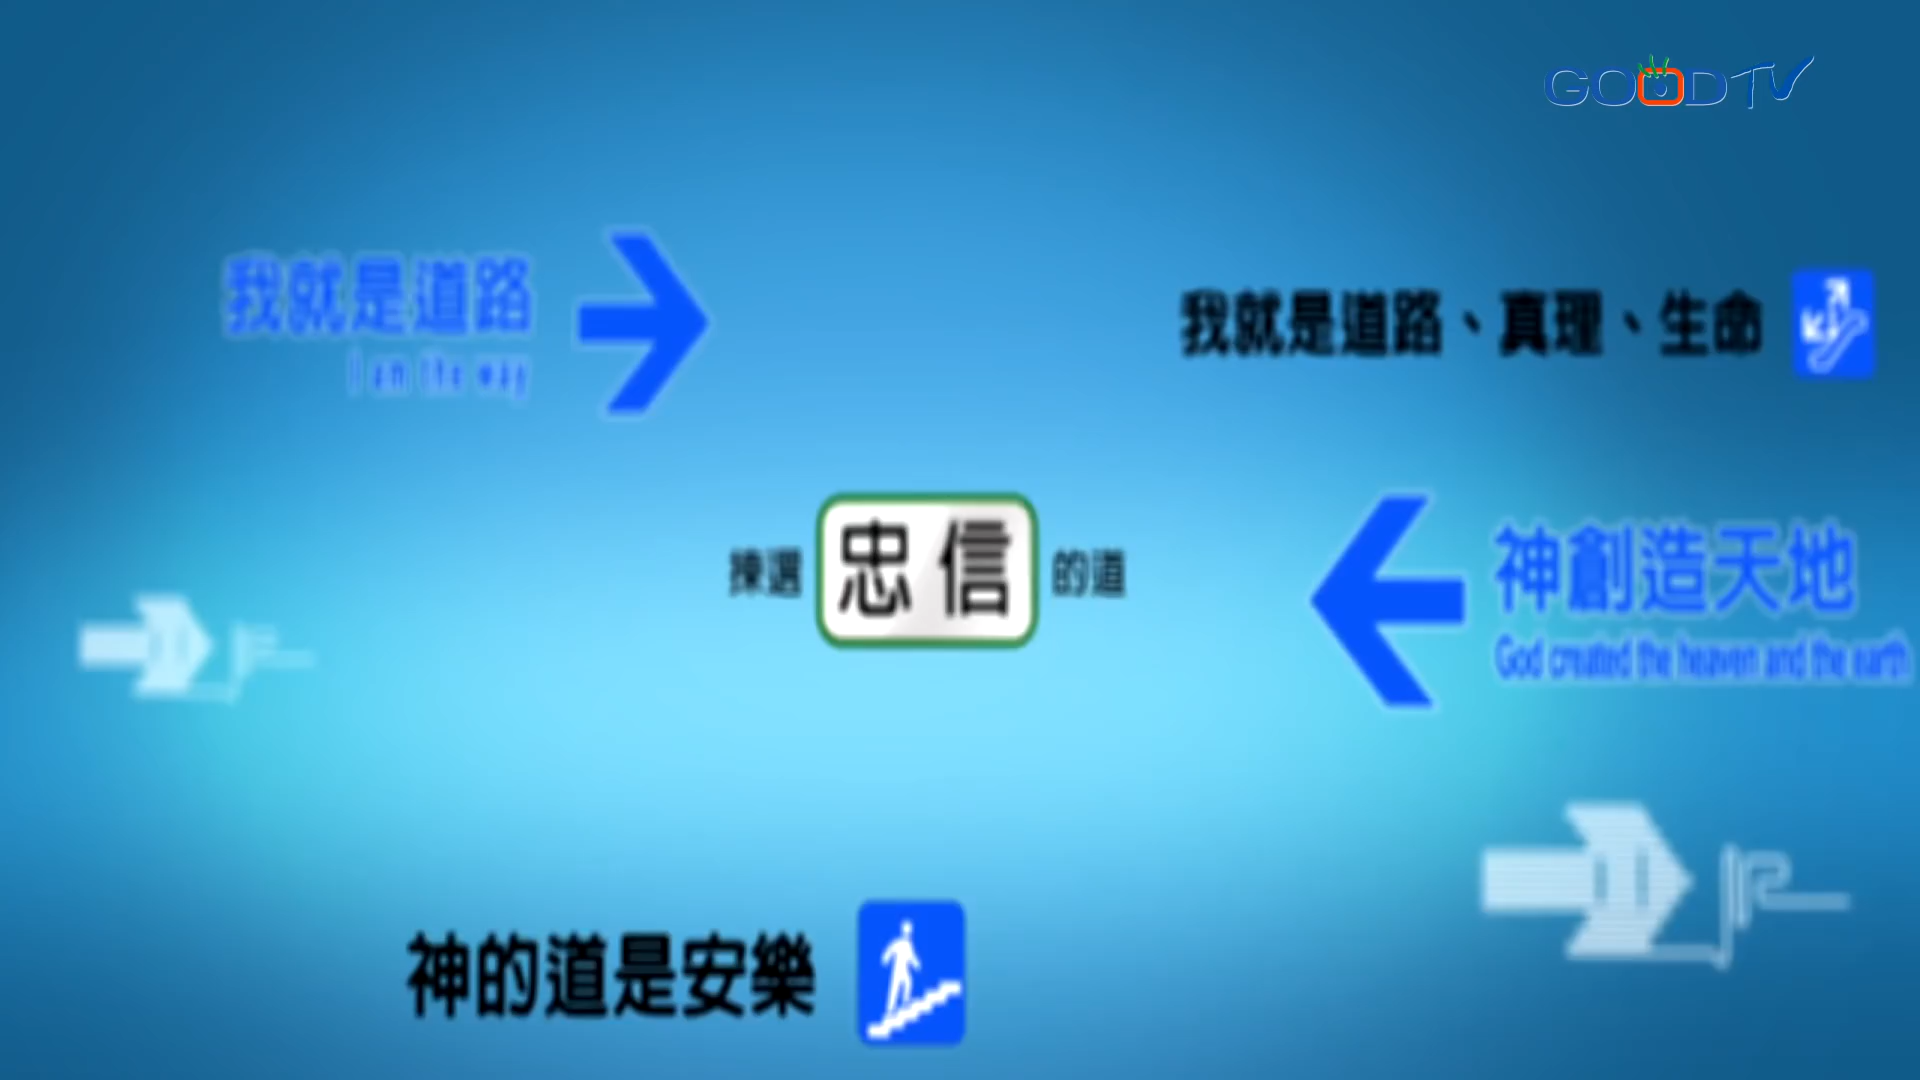 GOODTV
我就是道路
I am the way
我就是道路、真理、生命
揀選 忠信 的道
神創造天地
God created the heaven and the earth
神的道是安樂